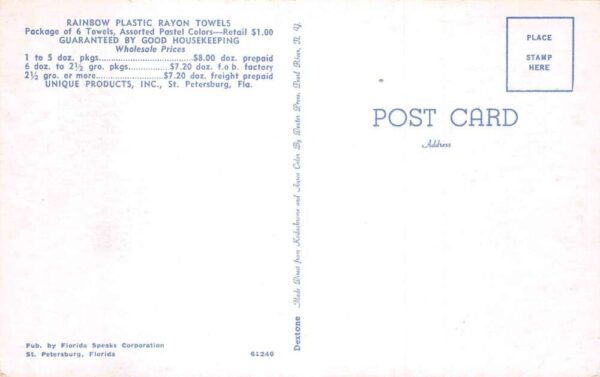 RAINBOW PLASTIC RAYON TOWELS
Package of 6 Towels, Assorted Pastel Colors—Retail $1.00
GUARANTEED BY GOOD HOUSEKEEPING
Wholesale Prices
1 to 5 doz. pkgs..............................$8.00 doz. prepaid
6 doz. to 2½ gro. pkgs.............$7.20 doz. f.o.b. factory
2½ gro. or more......................$7.20 doz. freight prepaid
UNIQUE PRODUCTS, INC., St. Petersburg, Fla.
Pub. by Florida Speaks Corporation
St. Petersburg, Florida
61240
Dextone Made Direct from Kodachrome and Ansco Color By Dexter Press, Pearl River, N. Y.
PLACE
STAMP
HERE
POST CARD
Address